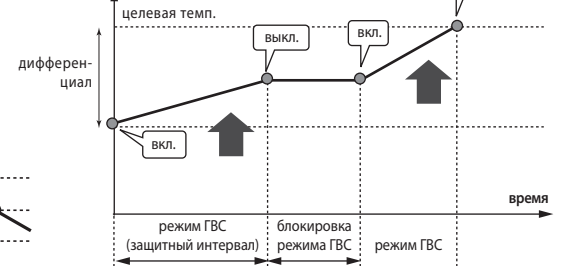 целевая темп.
выкл.
вкл.
дифферен-
циал
вкл.
время
режим ГВС
(защитный интервал)
блокировка
режима ГВС
режим ГВС